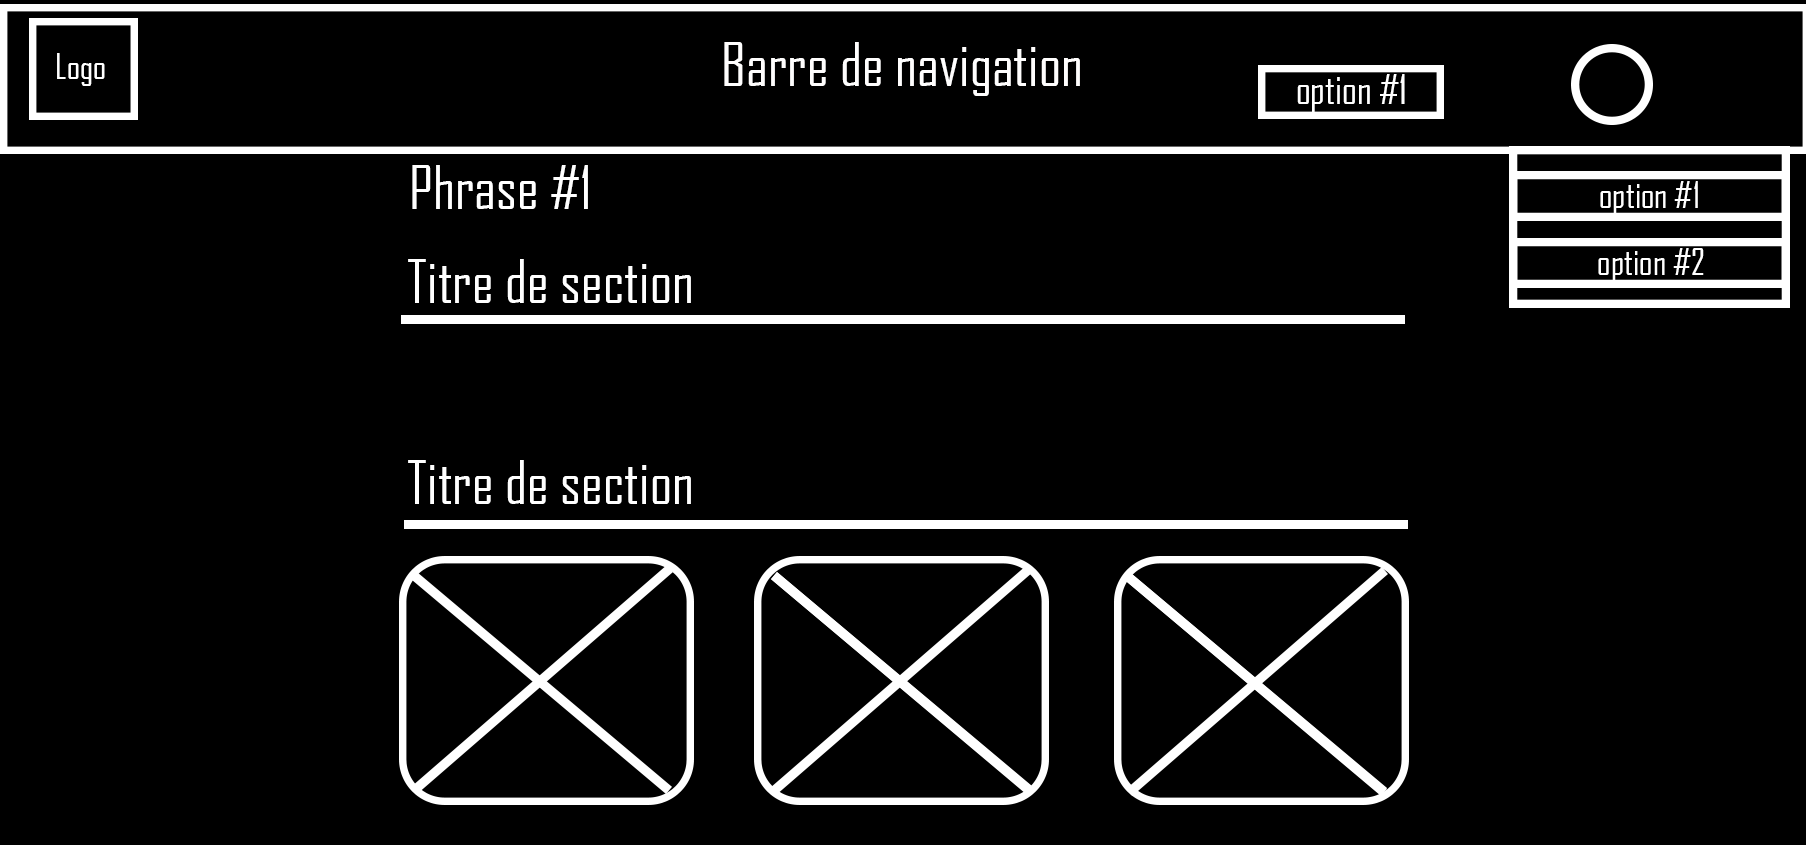 Logo
Barre de navigation
option #1
Phrase #1
option #1
Titre de section
option #2
Titre de section